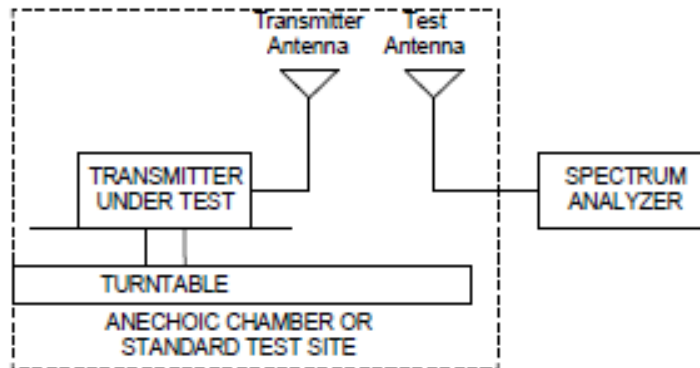 Transmitter
Antenna
Test
Antenna
TRANSMITTER
UNDER TEST
SPECTRUM
ANALYZER
TURNTABLE
ANECHOIC CHAMBER OR
STANDARD TEST SITE